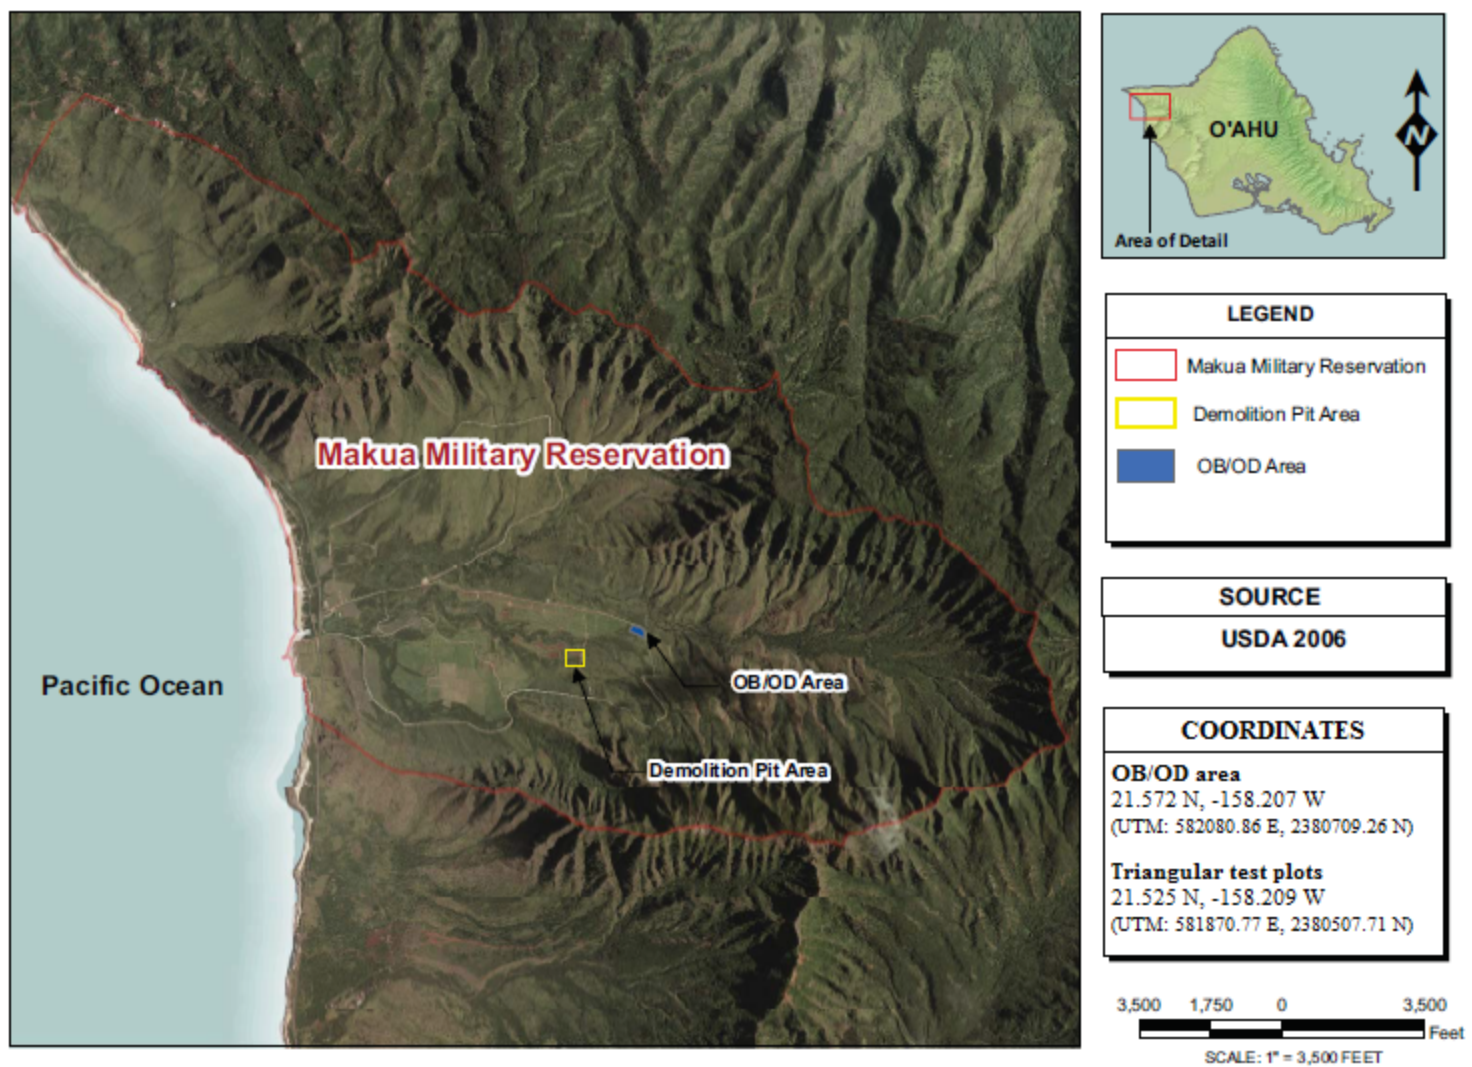 Makua Military Reservation
Pacific Ocean
OB/OD Area
Demolition Pit Area
O'AHU
N
Area of Detail
LEGEND
Makua Military Reservation
Demolition Pit Area
OB/OD Area
SOURCE
USDA 2006
COORDINATES
OB/OD area
21.572 N, -158.207 W
(UTM: 582080.86 E, 2380709.26 N)
Triangular test plots
21.525 N, -158.209 W
(UTM: 581870.77 E, 2380507.71 N)
3,500 1,750 0 3,500
Feet
SCALE: 1" = 3,500 FEET